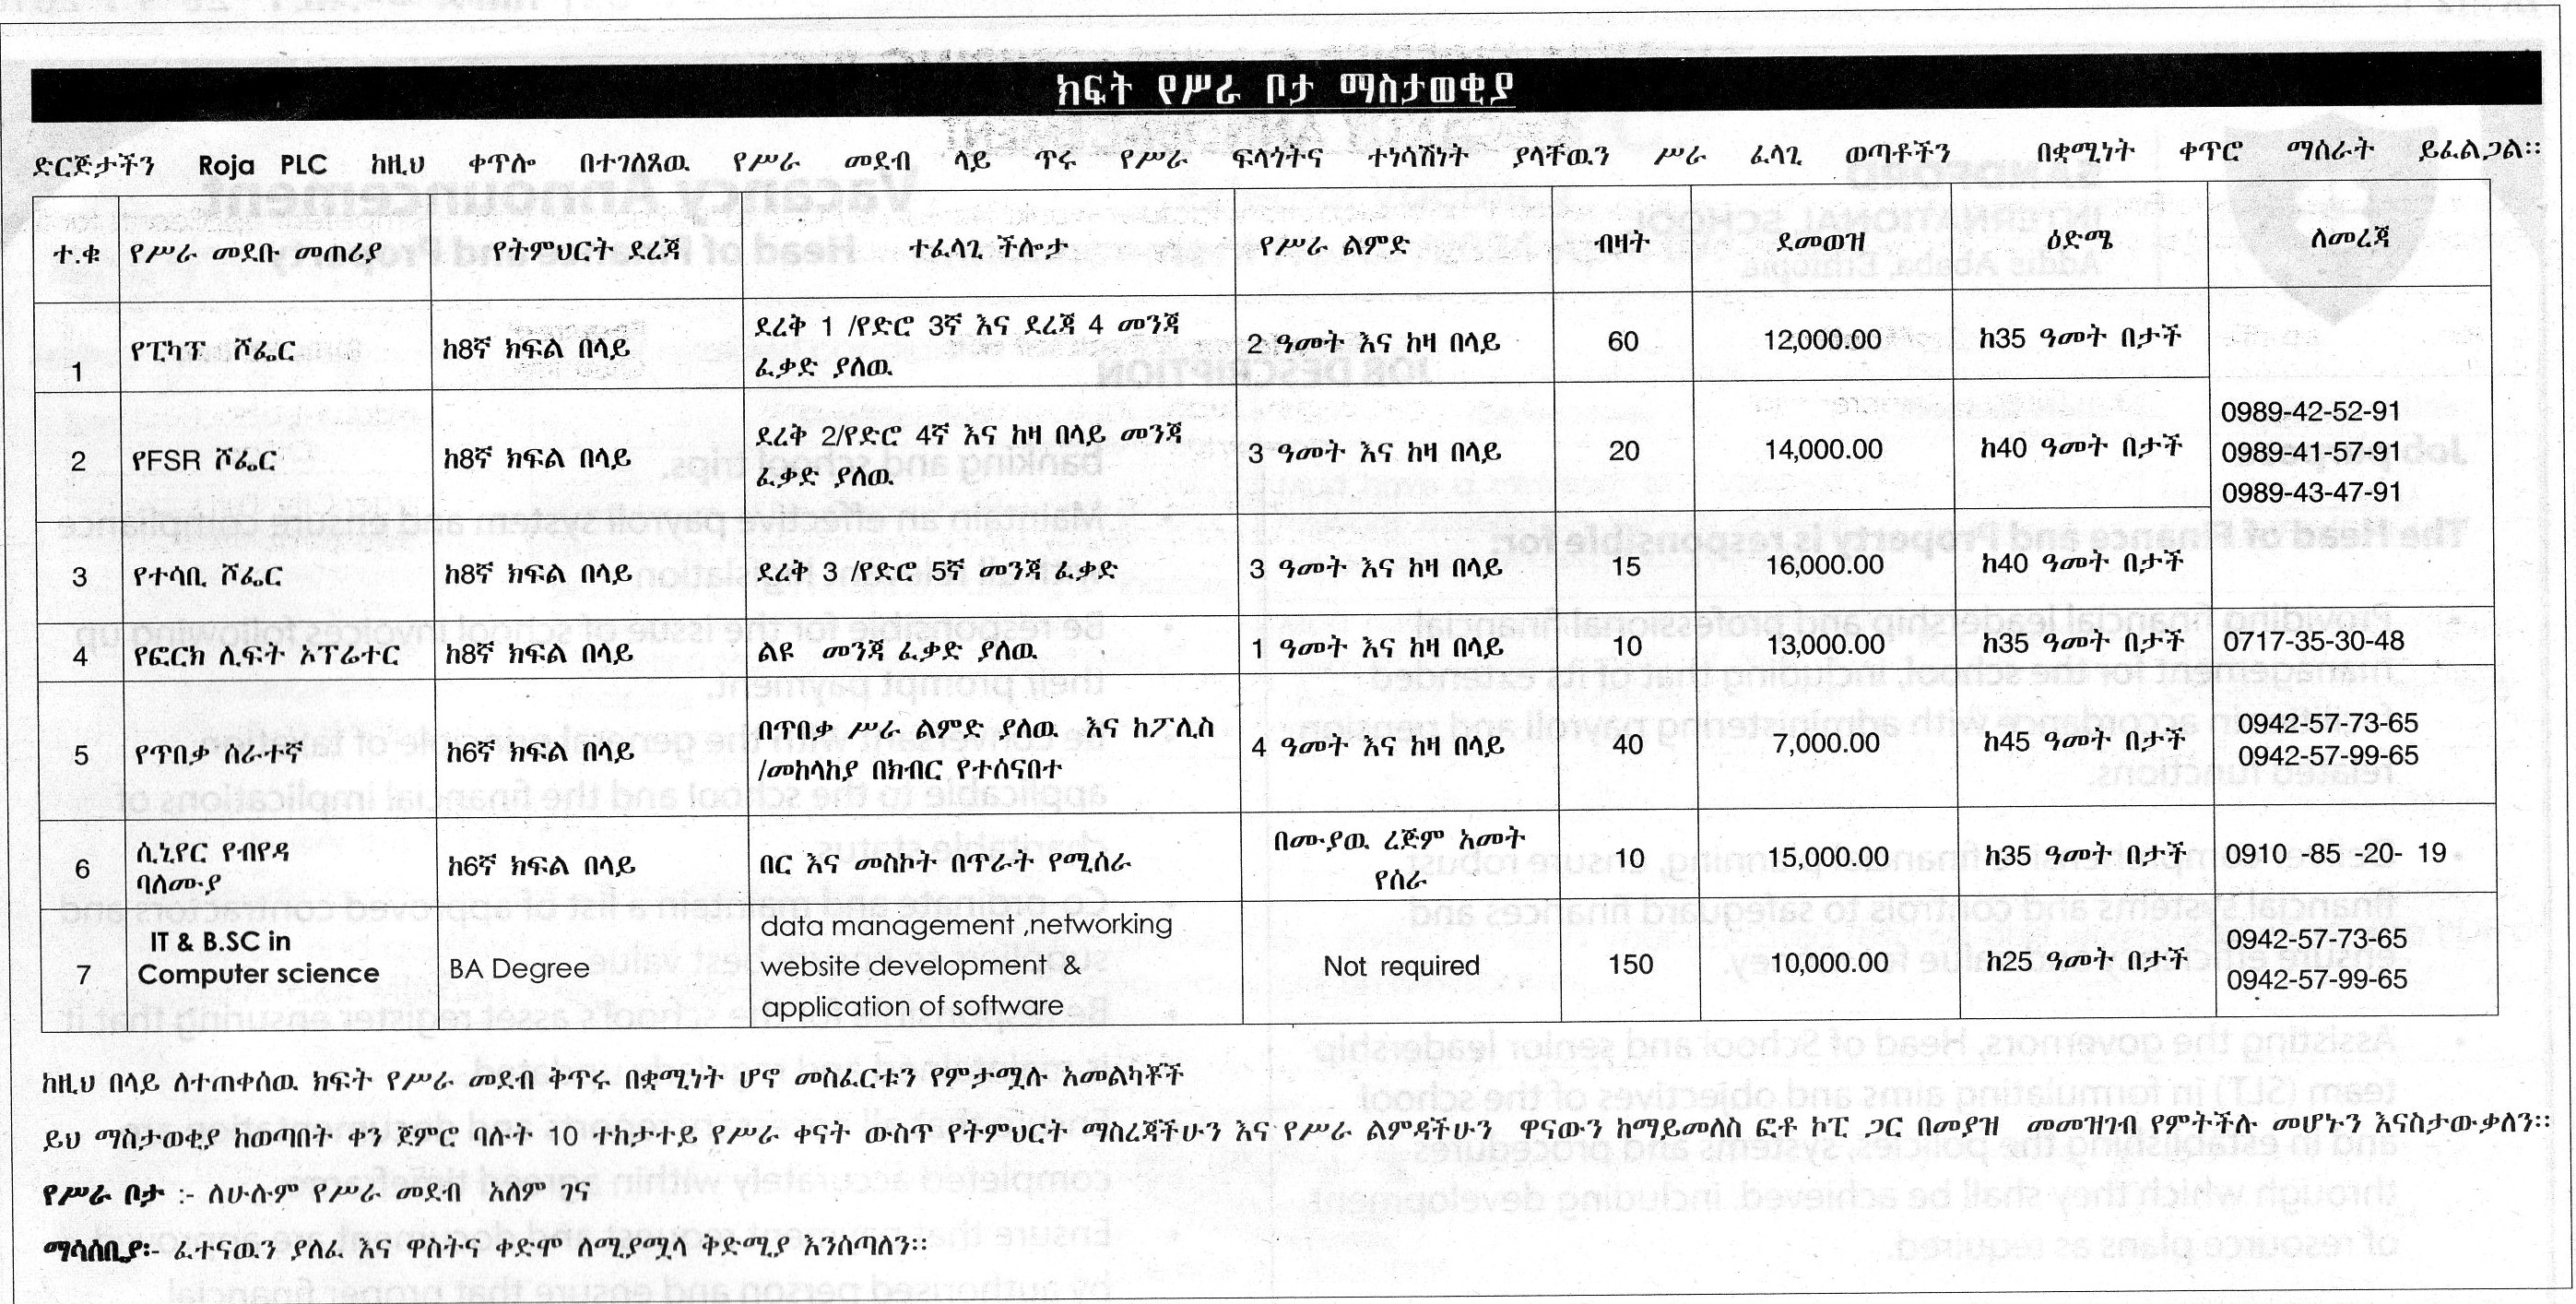 ክፍት የሥራ ቦታ ማስታወቂያ
ድርጅታችን Roja PLC ከዚህ ቀጥሎ በተገለጸዉ የሥራ መደብ ላይ ጥሩ የሥራ ፍላጎትና ተነሳሽነት ያላቸዉን ሥራ ፈላጊ ወጣቶችን በቋሚነት ቀጥሮ ማሰራት ይፈልጋል፡፡
ተ.ቁ የሥራ መደቡ መጠሪያ የትምህርት ደረጃ ተፈላጊ ችሎታ የሥራ ልምድ ብዛት ደመወዝ ዕድሜ ለመረጃ
1 የፒካፕ ሾፌር ከ8ኛ ክፍል በላይ ደረቅ 1 /የድሮ 3ኛ እና ደረጃ 4 መንጃ
ፈቃድ ያለዉ 2 ዓመት እና ከዛ በላይ 60 12,000.00 ከ35 ዓመት በታች
2 የFSR ሾፌር ከ8ኛ ክፍል በላይ ደረቅ 2/የድሮ 4ኛ እና ከዛ በላይ መንጃ
ፈቃድ ያለዉ 3 ዓመት እና ከዛ በላይ 20 14,000.00 ከ40 ዓመት በታች
0989-42-52-91
0989-41-57-91
0989-43-47-91
3 የተሳቢ ሾፌር ከ8ኛ ክፍል በላይ ደረቅ 3 /የድሮ 5ኛ መንጃ ፈቃድ 3 ዓመት እና ከዛ በላይ 15 16,000.00 ከ40 ዓመት በታች
4 የፎርክ ሊፍት ኦፕሬተር ከ8ኛ ክፍል በላይ ልዩ መንጃ ፈቃድ ያለዉ 1 ዓመት እና ከዛ በላይ 10 13,000.00 ከ35 ዓመት በታች 0717-35-30-48
5 የጥበቃ ሰራተኛ ከ6ኛ ክፍል በላይ በጥበቃ ሥራ ልምድ ያለዉ እና ከፖሊስ
/መከላከያ በክብር የተሰናበተ 4 ዓመት እና ከዛ በላይ 40 7,000.00 ከ45 ዓመት በታች 0942-57-73-65
0942-57-99-65
6 ሲኒየር የብየዳ
ባለሙያ ከ6ኛ ክፍል በላይ በር እና መስኮት በጥራት የሚሰራ በሙያዉ ረጅም አመት
የሰራ 10 15,000.00 ከ35 ዓመት በታች 0910 -85 -20- 19
7 IT & B.SC in
Computer science BA Degree data management ,networking
website development &
application of software Not required 150 10,000.00 ከ25 ዓመት በታች 0942-57-73-65
0942-57-99-65
ከዚህ በላይ ለተጠቀሰዉ ክፍት የሥራ መደብ ቅጥሩ በቋሚነት ሆኖ መስፈርቱን የምታሟሉ አመልካቾች
ይህ ማስታወቂያ ከወጣበት ቀን ጀምሮ ባሉት 10 ተከታተይ የሥራ ቀናት ውስጥ የትምህርት ማስረጃችሁን እና የሥራ ልምዳችሁን ዋናውን ከማይመለስ ፎቶ ኮፒ ጋር በመያዝ መመዝገብ የምትችሉ መሆኑን እናስታውቃለን፡፡
የሥራ ቦታ :- ለሁሉም የሥራ መደብ አለም ገና
ማሳሰቢያ፡- ፈተናዉን ያለፈ እና ዋስትና ቀድሞ ለሚያሟላ ቅድሚያ እንሰጣለን፡፡